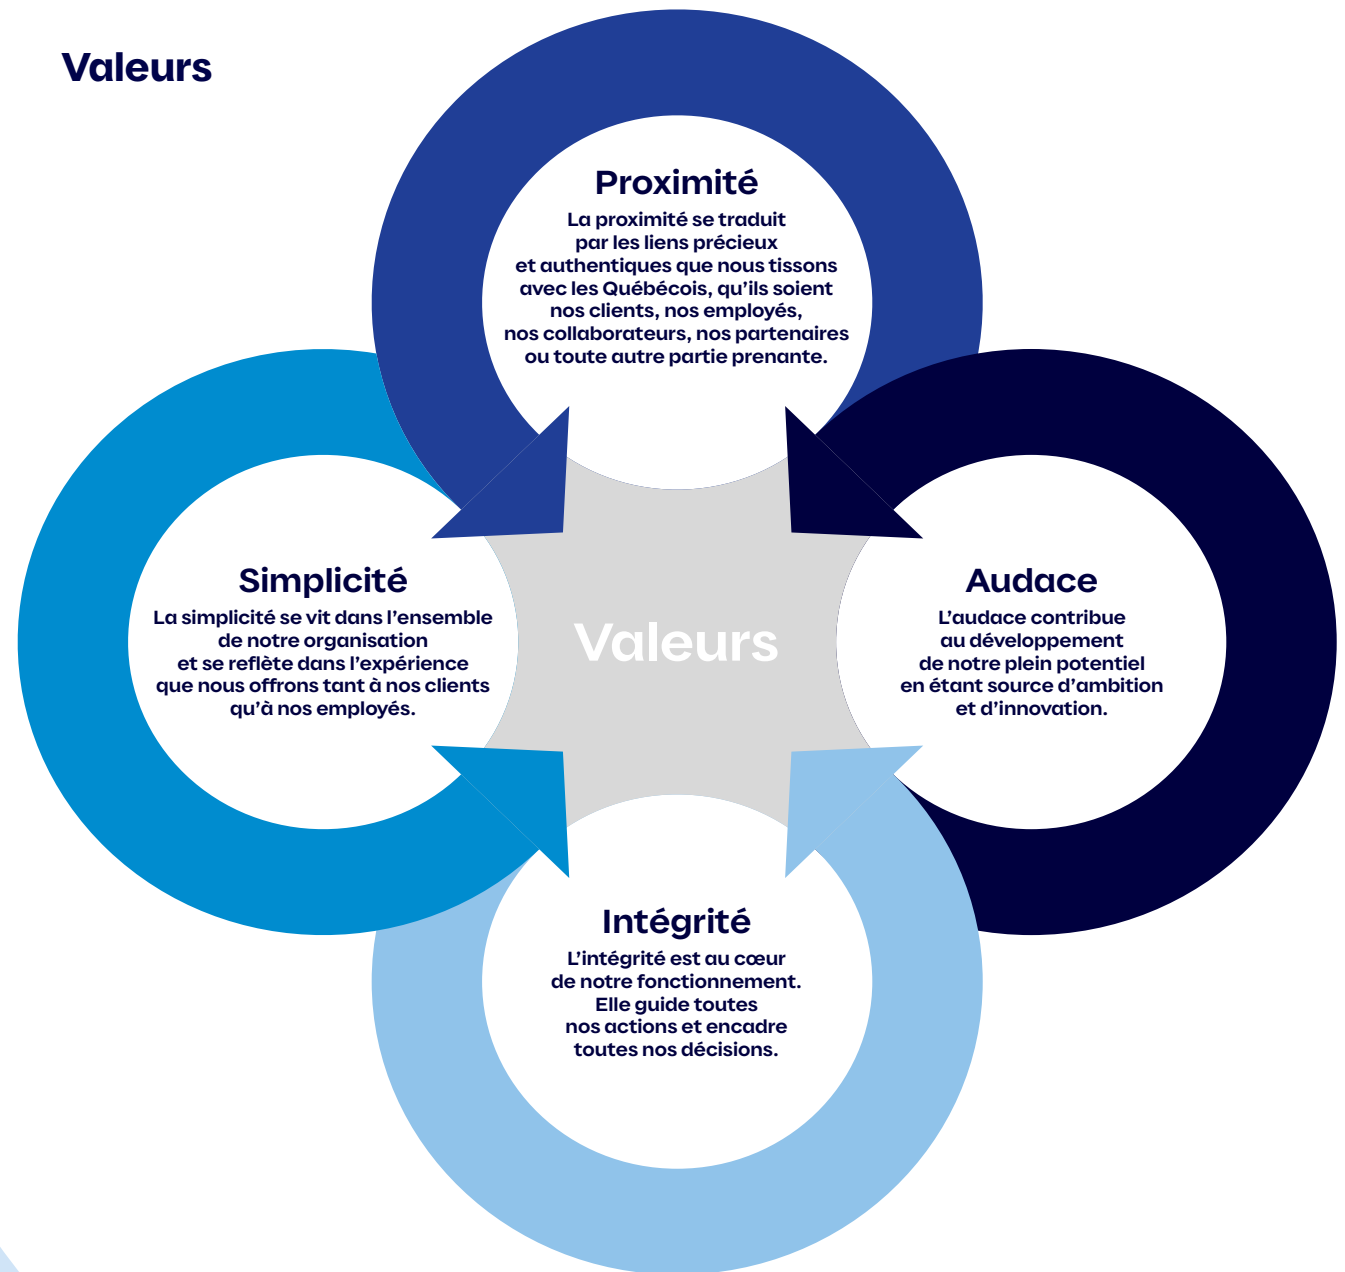 Valeurs
Proximité
La proximité se traduit
par les liens précieux
et authentiques que nous tissons
avec les Québécois, qu’ils soient
nos clients, nos employés,
nos collaborateurs, nos partenaires
ou toute autre partie prenante.
Simplicité
La simplicité se vit dans l’ensemble
de notre organisation
et se reflète dans l’expérience
que nous offrons tant à nos clients
qu’à nos employés.
Valeurs
Audace
L’audace contribue
au développement
de notre plein potentiel
en étant source d’ambition
et d’innovation.
Intégrité
L’intégrité est au cœur
de notre fonctionnement.
Elle guide toutes
nos actions et encadre
toutes nos décisions.